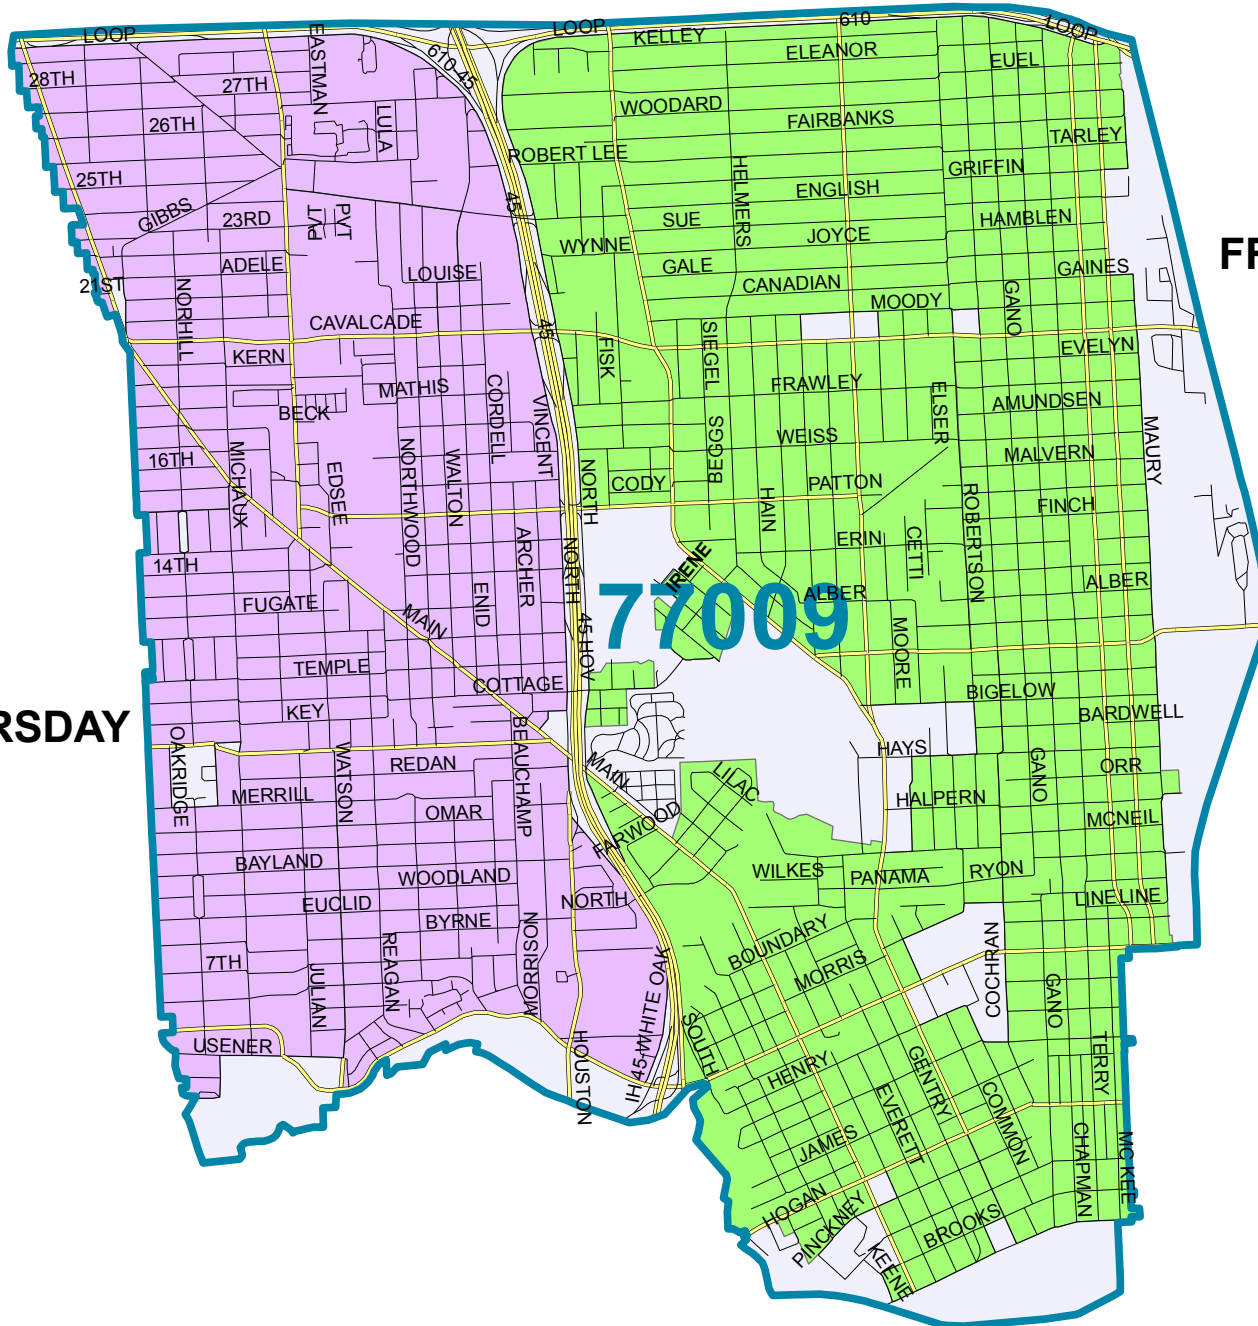 LOOP
LOOP
610
LOOP
KELLEY
ELEANOR
EUEL
EASTMAN
610 45
28TH
27TH
LULA
WOODARD
FAIRBANKS
26TH
TARLEY
ROBERT LEE
HELMERS
GRIFFIN
25TH
ENGLISH
45
GIBBS
23RD
PVT
PVT
SUE
HAMBLEN
JOYCE
WYNNE
FR
ADELE
LOUISE
GALE
GAINES
21ST
CANADIAN
NORHILL
MOODY
GANO
CAVALCADE
45
KERN
FISK
SIEGEL
EVELYN
MATHIS
CORDELL
FRAWLEY
ELSER
AMUNDSEN
BECK
VINCENT
WEISS
MAURY
MICHAUX
BEGGS
MALVERN
16TH
EDSEE
NORTHWOOD
WALTON
NORTH
CODY
HAIN
PATTON
ROBERTSON
FINCH
ARCHER
NORTH
ERIN
CETTI
14TH
IRENE
ENID
ALBER
ALBER
77009
FUGATE
MAIN
45 HOV
MOORE
TEMPLE
COTTAGE
BIGELOW
RSDAY
KEY
BARDWELL
OAKRIDGE
WATSON
BEAUCHAMP
HAYS
REDAN
MAIN
LILAC
GANO
ORR
MERRILL
HALPERN
OMAR
FARWOOD
MCNEIL
BAYLAND
WOODLAND
WILKES
PANAMA
RYON
EUCLID
NORTH
LINE LINE
BYRNE
BOUNDARY
MORRISON
COCHRAN
7TH
REAGAN
MORRIS
JULIAN
IH 45-WHITE OAK
GANO
SOUTH
USENER
HOUSTON
HENRY
GENTRY
TERRY
EVERETT
COMMON
JAMES
CHAPMAN
MCKEE
HOGAN
PINCKNEY
BROOKS
KEENE